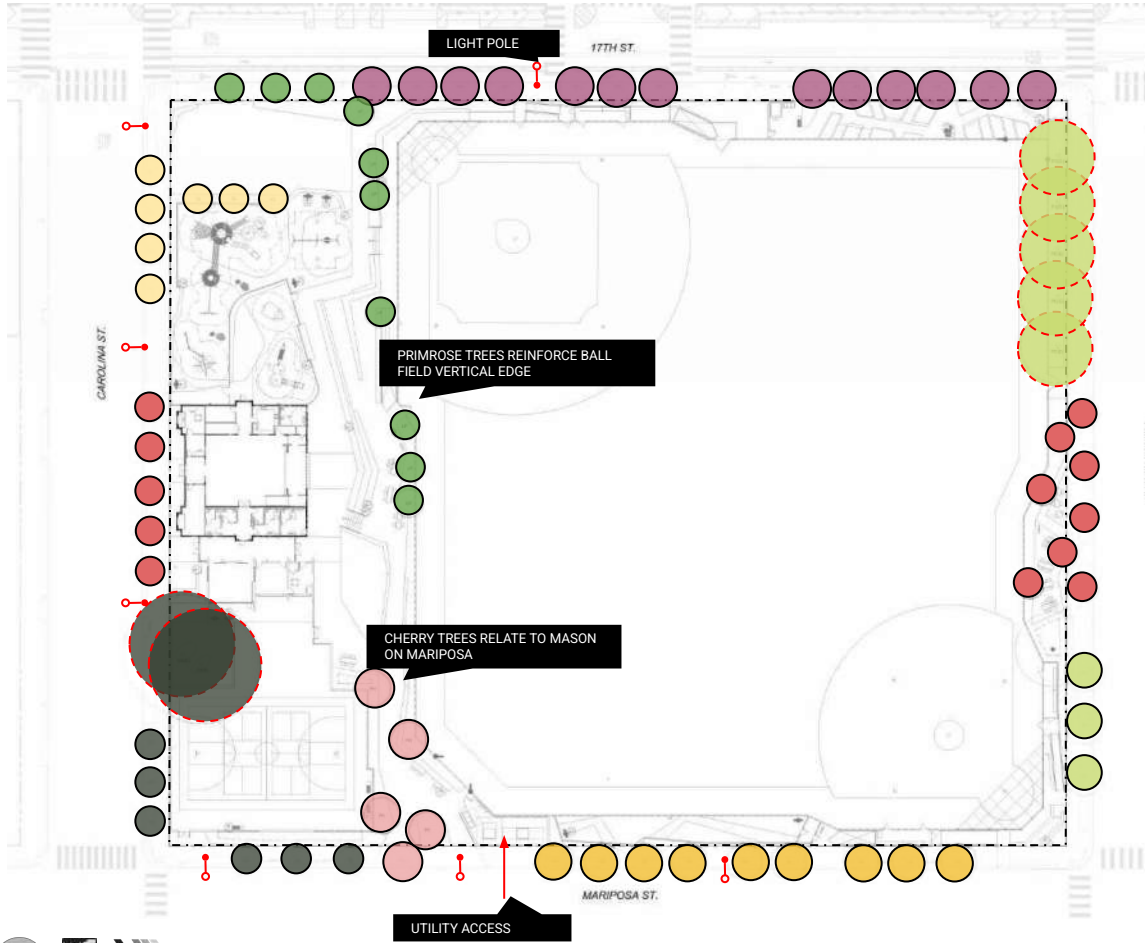 LIGHT POLE
17TH ST.
CAROLINA ST.
PRIMROSE TREES REINFORCE BALL
FIELD VERTICAL EDGE
CHERRY TREES RELATE TO MASON
ON MARIPOSA
MARIPOSA ST.
UTILITY ACCESS